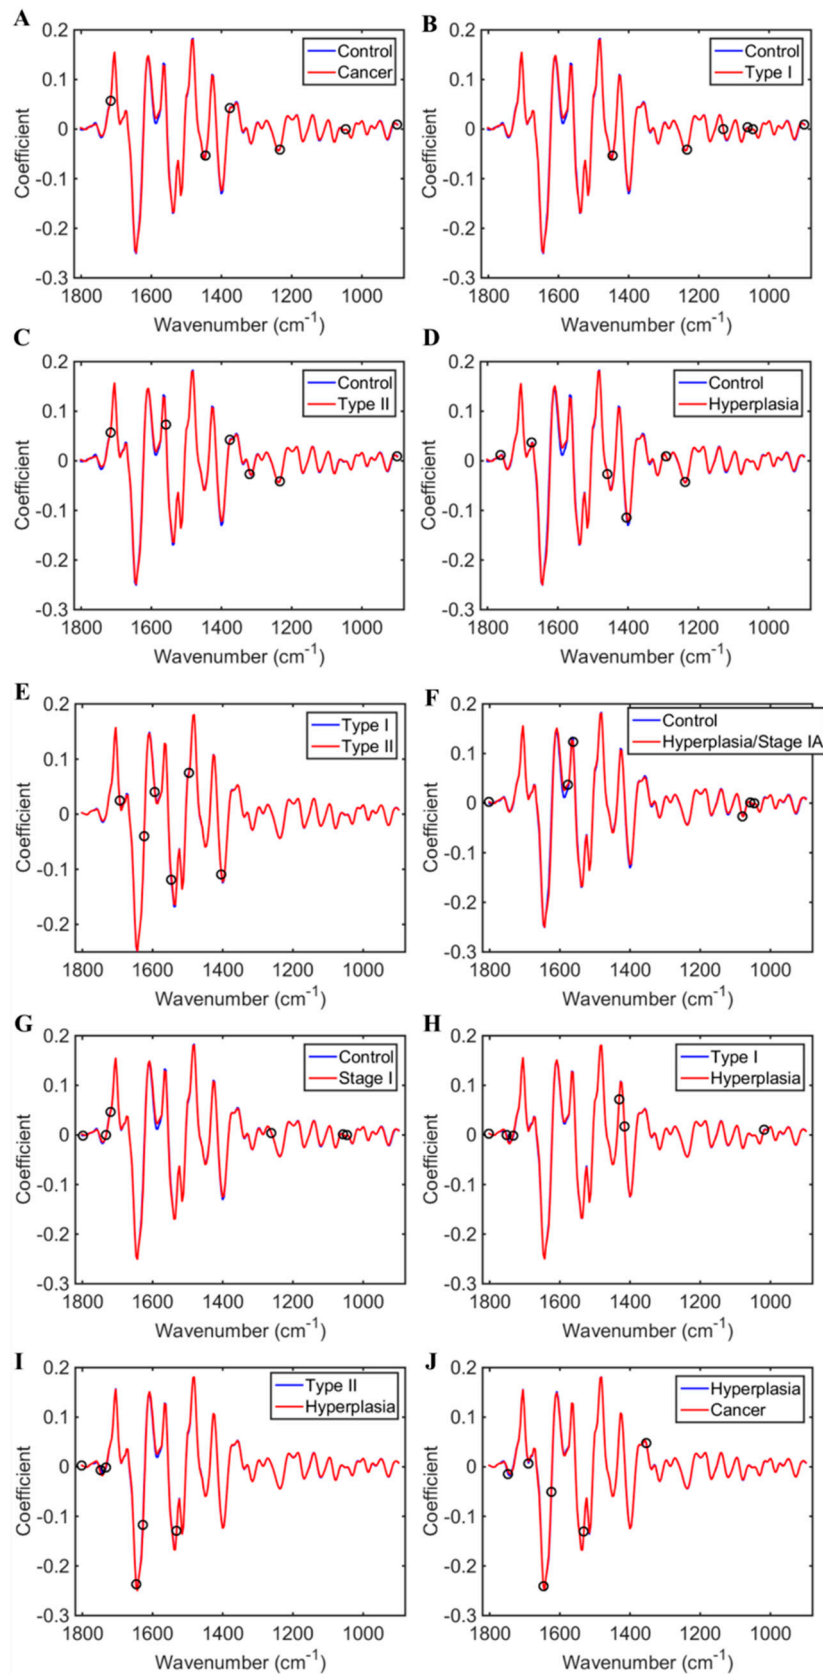 A
0.2
Control
Cancer
0.1
0
-0.1
-0.2
-0.3
Coefficient
1800 1600 1400 1200 1000
Wavenumber (cm-1)
B
0.2
Control
Type I
0.1
0
-0.1
-0.2
-0.3
Coefficient
1800 1600 1400 1200 1000
Wavenumber (cm-1)
C
0.2
Control
Type II
0.1
0
-0.1
-0.2
-0.3
Coefficient
1800 1600 1400 1200 1000
Wavenumber (cm-1)
D
0.2
Control
Hyperplasia
0.1
0
-0.1
-0.2
-0.3
Coefficient
1800 1600 1400 1200 1000
Wavenumber (cm-1)
E
0.2
Type I
Type II
0.1
0
-0.1
-0.2
Coefficient
1800 1600 1400 1200 1000
Wavenumber (cm-1)
F
0.2
Control
Hyperplasia/Stage IA
0.1
0
-0.1
-0.2
-0.3
Coefficient
1800 1600 1400 1200 1000
Wavenumber (cm-1)
G
0.2
Control
Stage I
0.1
0
-0.1
-0.2
-0.3
Coefficient
1800 1600 1400 1200 1000
Wavenumber (cm-1)
H
0.2
Type I
Hyperplasia
0.1
0
-0.1
-0.2
-0.3
Coefficient
1800 1600 1400 1200 1000
Wavenumber (cm-1)
I
0.2
Type II
Hyperplasia
0.1
0
-0.1
-0.2
-0.3
Coefficient
1800 1600 1400 1200 1000
Wavenumber (cm-1)
J
0.2
Hyperplasia
Cancer
0.1
0
-0.1
-0.2
-0.3
Coefficient
1800 1600 1400 1200 1000
Wavenumber (cm-1)